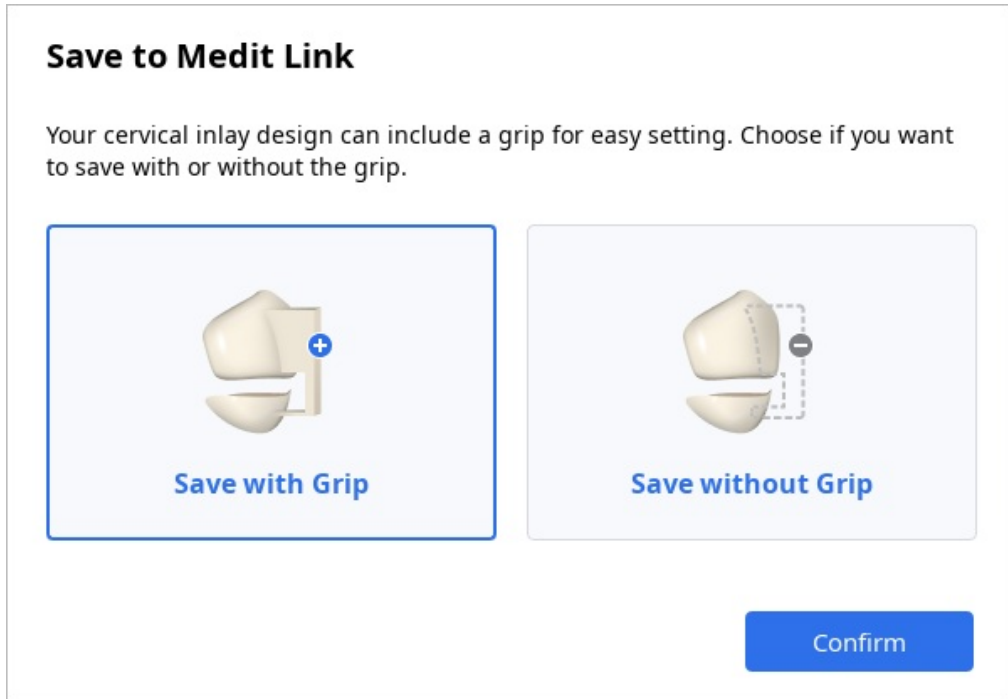 Save to Medit Link
Your cervical inlay design can include a grip for easy setting. Choose if you want
to save with or without the grip.
Save with Grip
Save without Grip
Confirm